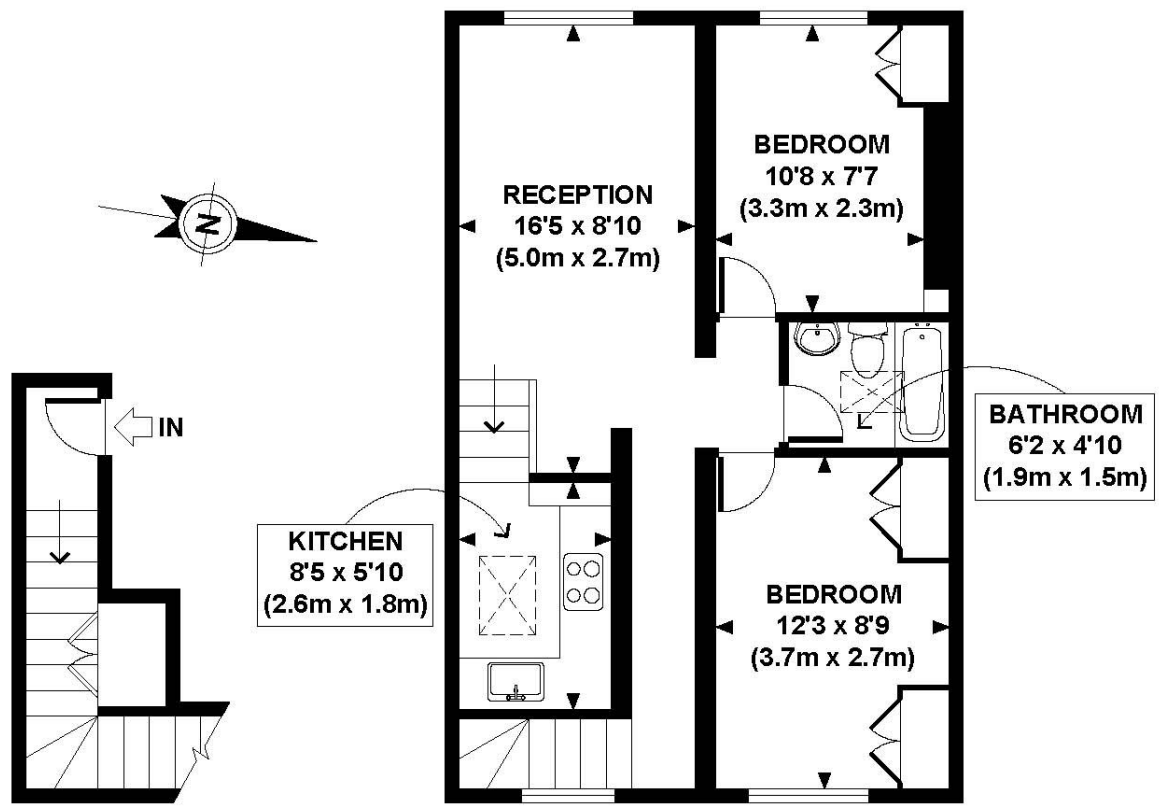 BEDROOM
10'8 x 7'7
(3.3m x 2.3m)
RECEPTION
16'5 x 8'10
(5.0m x 2.7m)
N
IN
BATHROOM
6'2 x 4'10
(1.9m x 1.5m)
KITCHEN
8'5 x 5'10
(2.6m x 1.8m)
BEDROOM
12'3 x 8'9
(3.7m x 2.7m)